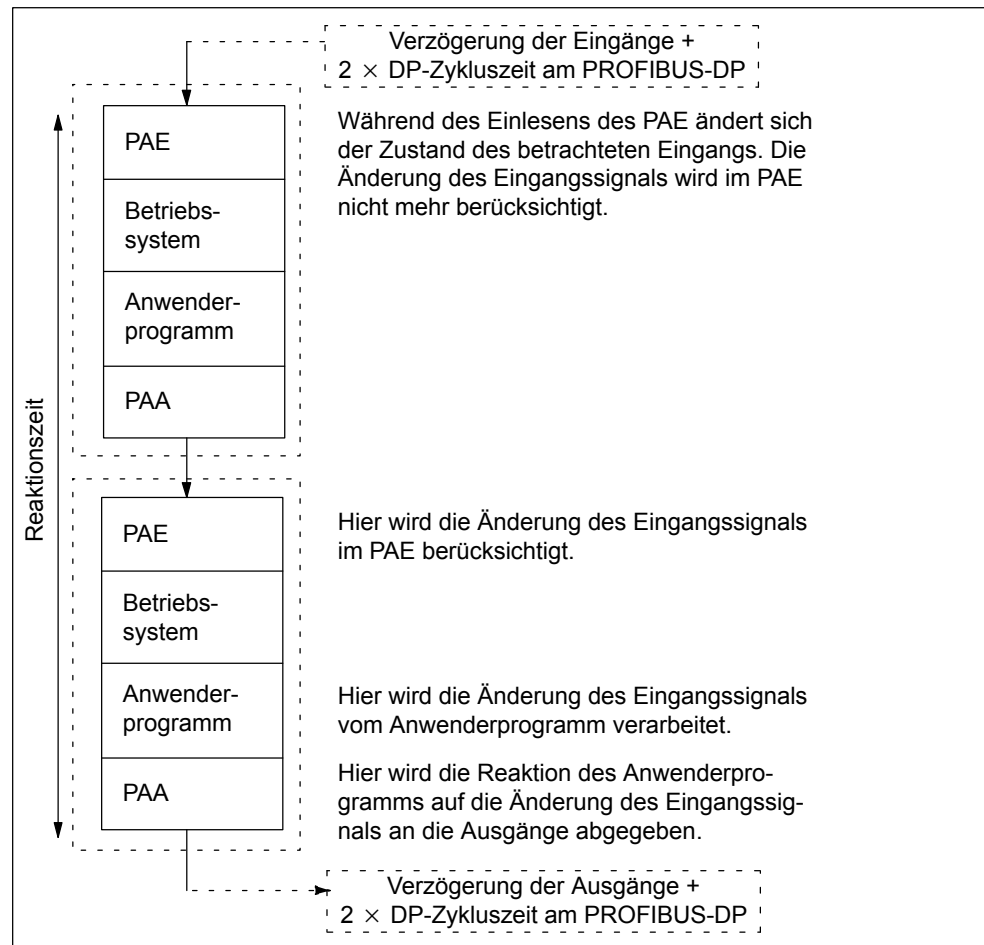 Verzögerung der Eingänge +
2 × DP-Zykluszeit am PROFIBUS-DP
PAE
Während des Einlesens des PAE ändert sich
der Zustand des betrachteten Eingangs. Die
Änderung des Eingangssignals wird im PAE
nicht mehr berücksichtigt.
Betriebs-
system
Anwender-
programm
PAA
Reaktionszeit
PAE
Hier wird die Änderung des Eingangssignals
im PAE berücksichtigt.
Betriebs-
system
Anwender-
programm
Hier wird die Änderung des Eingangssignals
vom Anwenderprogramm verarbeitet.
PAA
Hier wird die Reaktion des Anwenderpro-
gramms auf die Änderung des Eingangssig-
nals an die Ausgänge abgegeben.
Verzögerung der Ausgänge +
2 × DP-Zykluszeit am PROFIBUS-DP